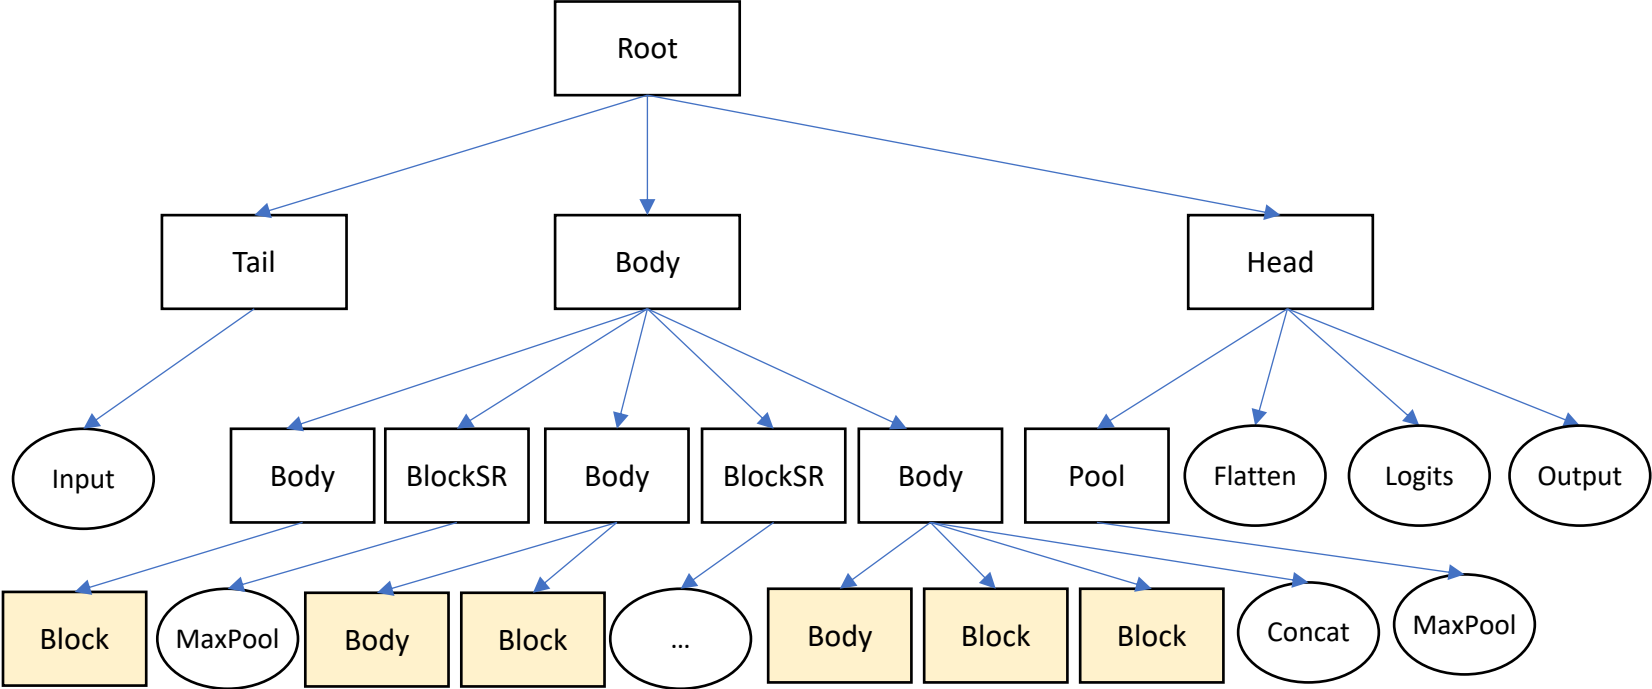 Root
Tail
Body
Head
Input
Body
BlockSR
Body
BlockSR
Body
Pool
Flatten
Logits
Output
Block
MaxPool
Body
Block
...
Body
Block
Block
Concat
MaxPool